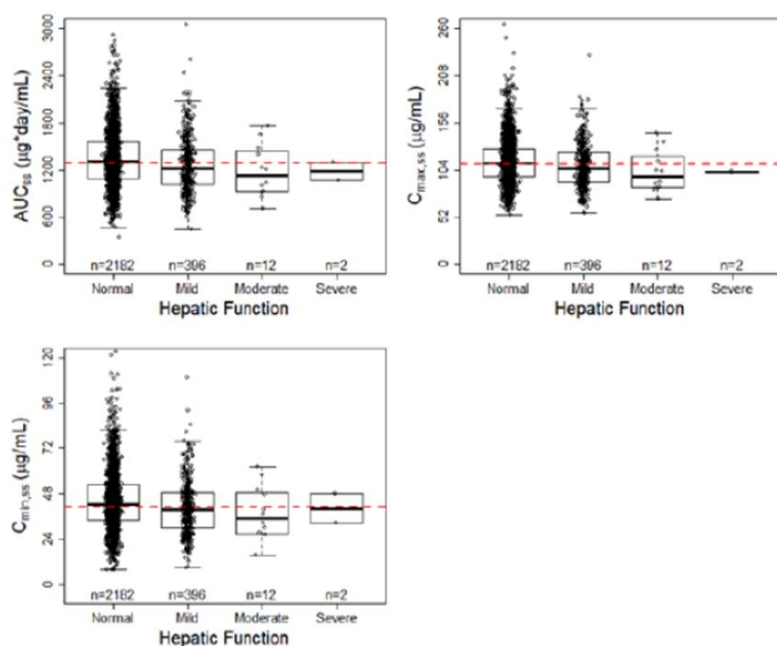 3000
2400
1800
1200
600
0
AUCss (µg*day/mL)
n=2182 n=396 n=12 n=2
Normal Mild Moderate Severe
Hepatic Function
260
208
156
104
52
0
Cmax,ss (µg/mL)
n=2182 n=396 n=12 n=2
Normal Mild Moderate Severe
Hepatic Function
120
96
72
48
24
0
Cmin,ss (µg/mL)
n=2182 n=396 n=12 n=2
Normal Mild Moderate Severe
Hepatic Function